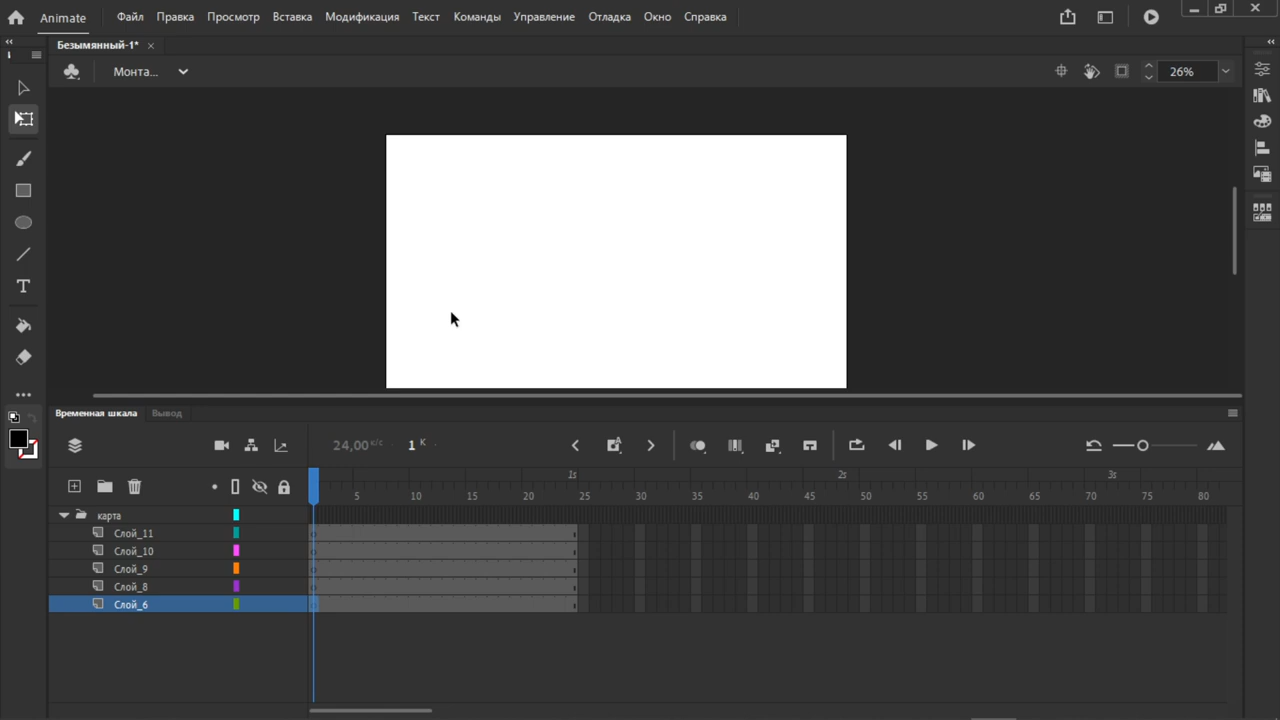 Animate Файл Правка Просмотр Вставка Модификация Текст Команды Управление Отладка Окно Справка
Безымянный-1*
Монта... 26%
Временная шкала Вывод
24,00 к/с 1 К
1s 2s 3s
5 10 15 20 25 30 35 40 45 50 55 60 65 70 75 80
карта
Слой_11
Слой_10
Слой_9
Слой_8
Слой_6